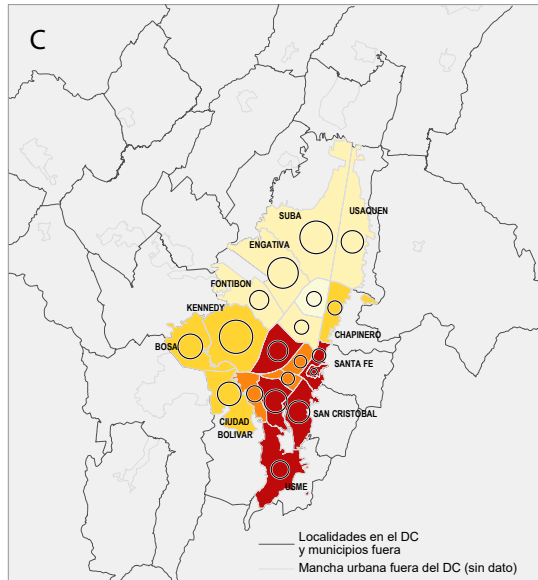 C
USAQUEN
SUBA
ENGATIVA
FONTIBON
KENNEDY
CHAPINERO
BOSA
SANTA FE
SAN CRISTOBAL
CIUDAD
BOLIVAR
USME
Localidades en el DC
y municipios fuera
Mancha urbana fuera del DC (sin dato)